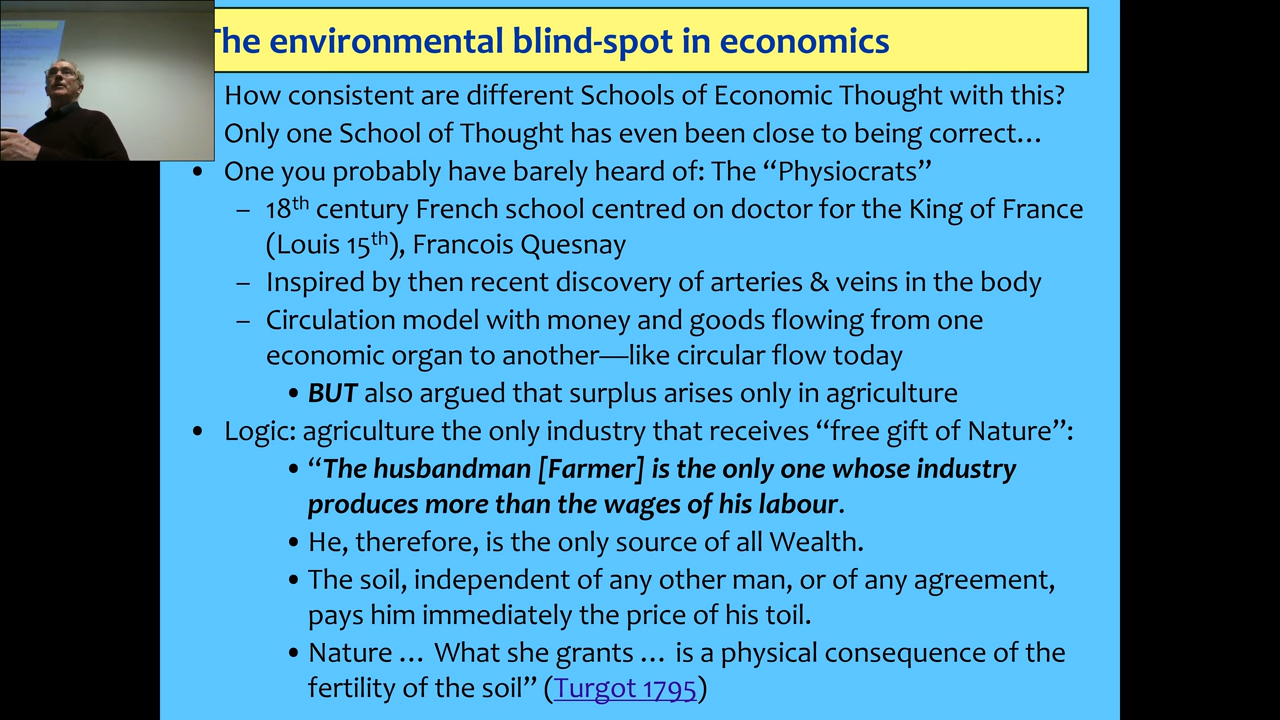 The environmental blind-spot in economics
How consistent are different Schools of Economic Thought with this?
Only one School of Thought has even been close to being correct…
• One you probably have barely heard of: The “Physiocrats”
– 18th century French school centred on doctor for the King of France
(Louis 15th), Francois Quesnay
– Inspired by then recent discovery of arteries & veins in the body
– Circulation model with money and goods flowing from one
economic organ to another—like circular flow today
• BUT also argued that surplus arises only in agriculture
• Logic: agriculture the only industry that receives “free gift of Nature”:
• “The husbandman [Farmer] is the only one whose industry
produces more than the wages of his labour.
• He, therefore, is the only source of all Wealth.
• The soil, independent of any other man, or of any agreement,
pays him immediately the price of his toil.
• Nature … What she grants … is a physical consequence of the
fertility of the soil” (Turgot 1795)